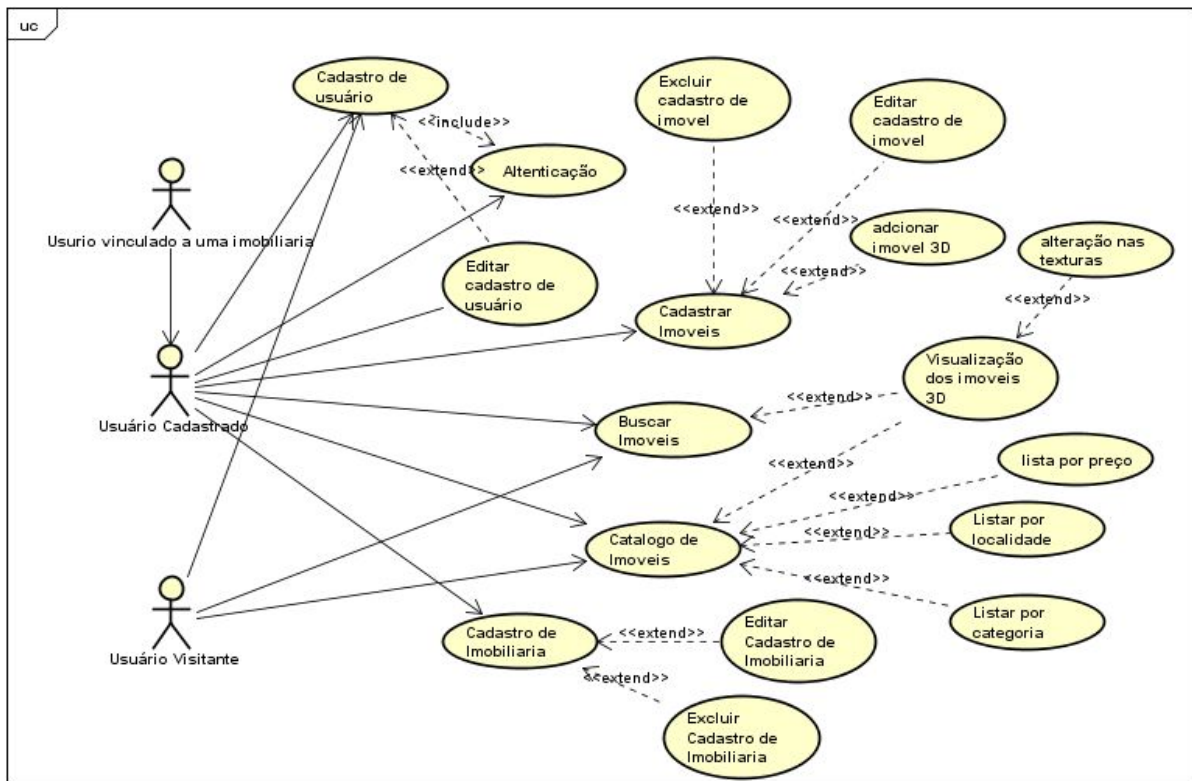 uc
Cadastro de
usuário
Excluir
cadastro de
imovel
Editar
cadastro de
imovel
<<include>>
Altenticação
<<extend>>
Usurio vinculado a uma imobiliaria
<<extend>>
<<extend>>
adcionar
imovel 3D
<<extend>>
alteração nas
texturas
<<extend>>
Editar
cadastro de
usuário
Cadastrar
Imoveis
Visualização
dos imoveis
3D
Usuário Cadastrado
Buscar
Imoveis
<<extend>>
<<extend>>
lista por preço
<<extend>>
Catalogo de
Imoveis
<<extend>>
Listar por
localidade
<<extend>>
Listar por
categoria
Usuário Visitante
Cadastro de
Imobiliaria
<<extend>>
Editar
Cadastro de
Imobiliaria
<<extend>>
Excluir
Cadastro de
Imobiliaria